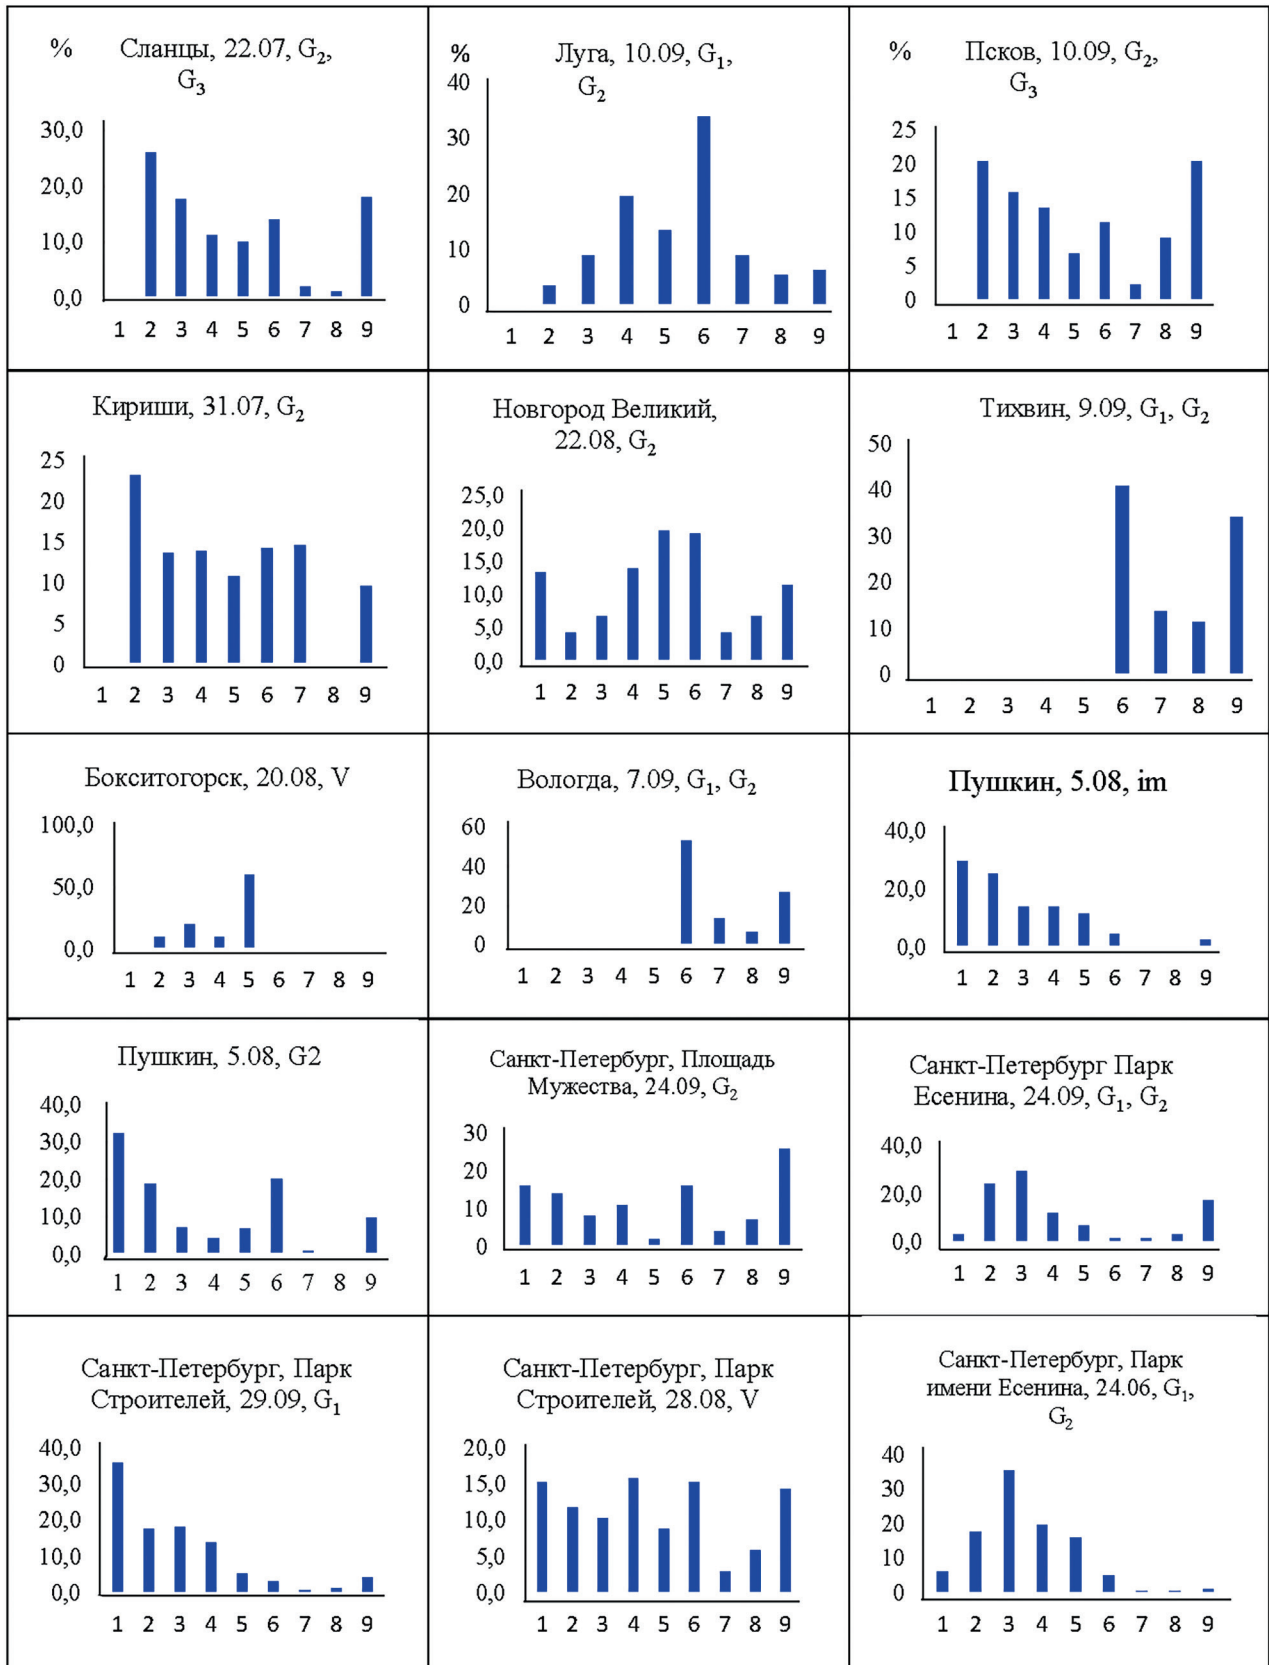 % Сланцы, 22.07, G₂,
G₃
30,0
20,0
10,0
0,0
1 2 3 4 5 6 7 8 9
% Луга, 10.09, G₁,
G₂
40
30
20
10
0
1 2 3 4 5 6 7 8 9
% Псков, 10.09, G₂,
G₃
25
20
15
10
5
0
1 2 3 4 5 6 7 8 9
Кириши, 31.07, G₂
25
20
15
10
5
0
1 2 3 4 5 6 7 8 9
Новгород Великий,
22.08, G₂
25,0
20,0
15,0
10,0
5,0
0,0
1 2 3 4 5 6 7 8 9
Тихвин, 9.09, G₁, G₂
50
40
30
20
10
0
1 2 3 4 5 6 7 8 9
Бокситогорск, 20.08, V
100,0
50,0
0,0
1 2 3 4 5 6 7 8 9
Вологда, 7.09, G₁, G₂
60
40
20
0
1 2 3 4 5 6 7 8 9
Пушкин, 5.08, im
40,0
20,0
0,0
1 2 3 4 5 6 7 8 9
Пушкин, 5.08, G2
40,0
30,0
20,0
10,0
0,0
1 2 3 4 5 6 7 8 9
Санкт-Петербург, Площадь
Мужества, 24.09, G₂
30
20
10
0
1 2 3 4 5 6 7 8 9
Санкт-Петербург Парк
Есенина, 24.09, G₁, G₂
40,0
20,0
0,0
1 2 3 4 5 6 7 8 9
Санкт-Петербург, Парк
Строителей, 29.09, G₁
40,0
30,0
20,0
10,0
0,0
1 2 3 4 5 6 7 8 9
Санкт-Петербург, Парк
Строителей, 28.08, V
20,0
15,0
10,0
5,0
0,0
1 2 3 4 5 6 7 8 9
Санкт-Петербург, Парк
имени Есенина, 24.06, G₁,
G₂
40
30
20
10
0
1 2 3 4 5 6 7 8 9